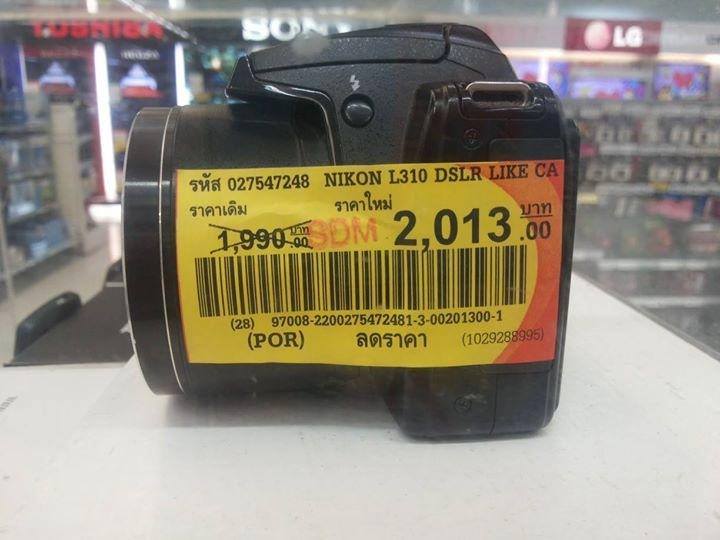 TOSHIBA
SONY
LG
รหัส 027547248 NIKON L310 DSLR LIKE CA
ราคาเดิม ราคาใหม่
1,990.00 บาท SDM 2,013.00 บาท
(28) 97008-2200275472481-3-00201300-1
(POR) ลดราคา (1029288995)